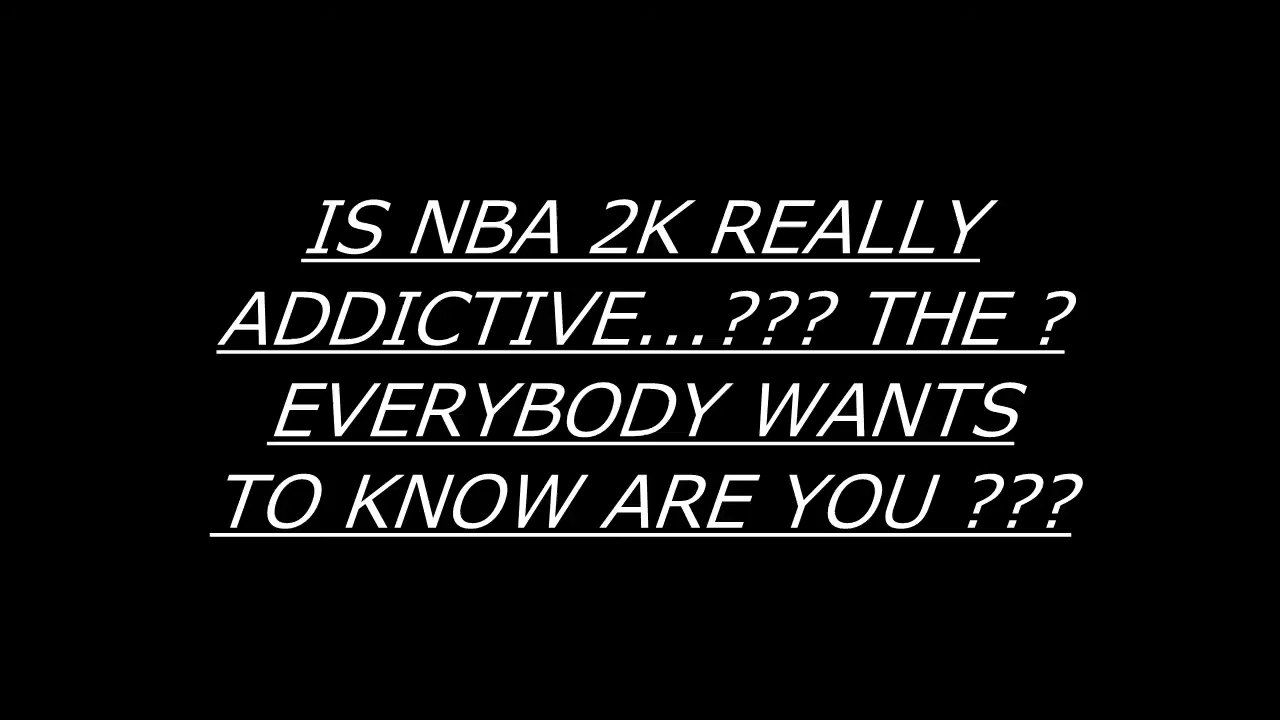 IS NBA 2K REALLY
ADDICTIVE...??? THE ?
EVERYBODY WANTS
TO KNOW ARE YOU ???